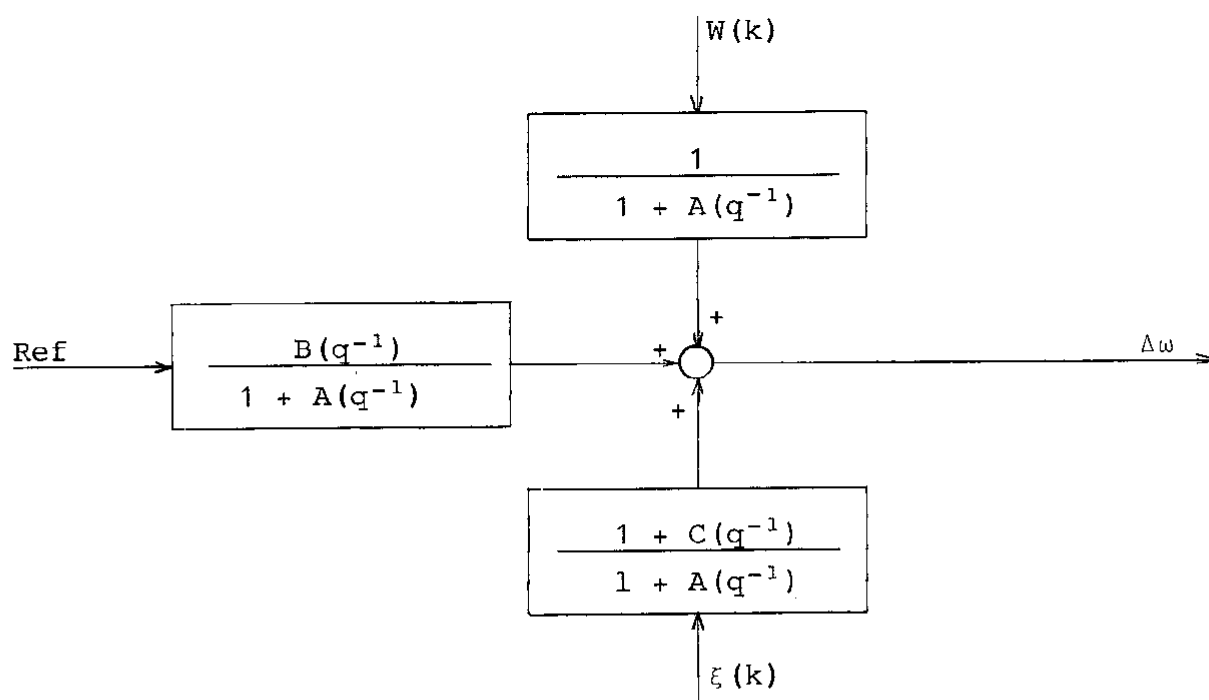 W(k)
1
1 + A(q⁻¹)
+
Ref
B(q⁻¹)
1 + A(q⁻¹)
+
Δω
+
1 + C(q⁻¹)
1 + A(q⁻¹)
ξ(k)